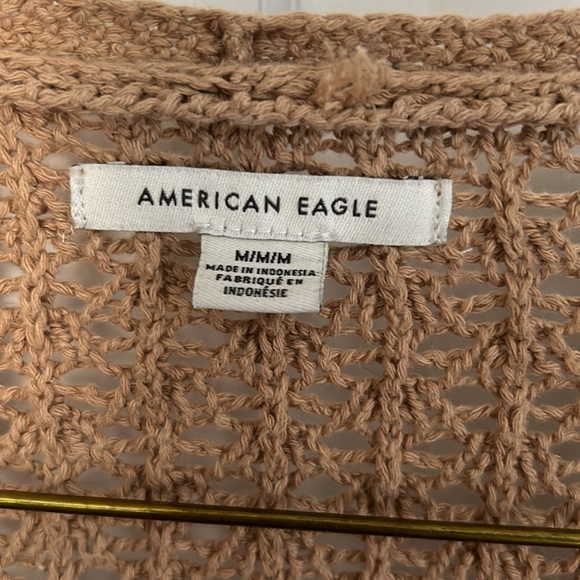 AMERICAN EAGLE
M/M/M
MADE IN INDONESIA
FABRIQUÉ EN
INDONÉSIE